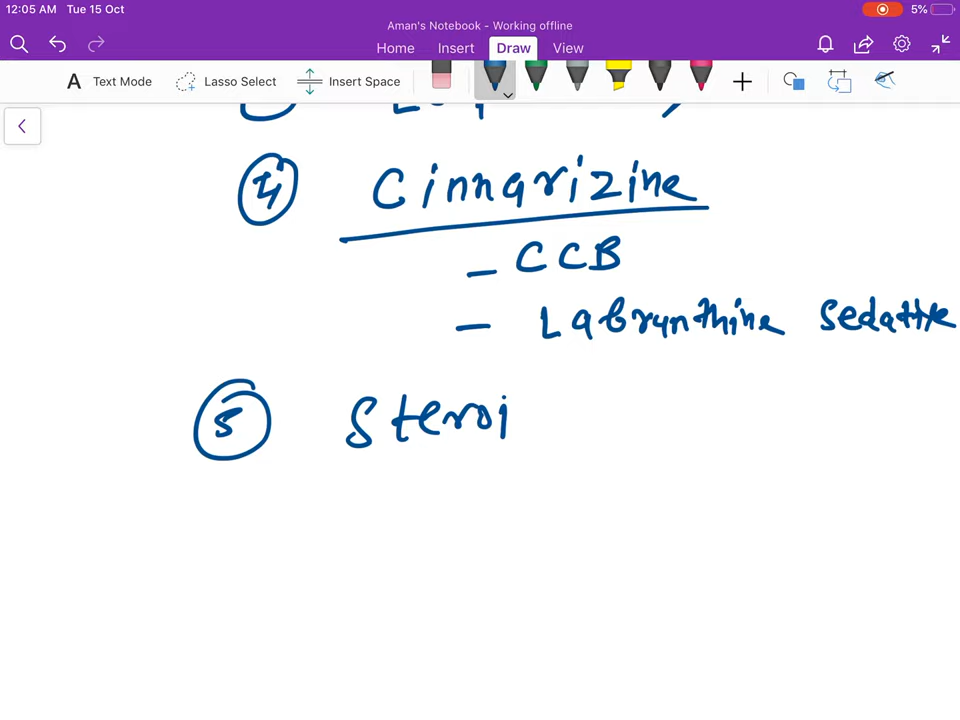 12:05 AM Tue 15 Oct 5%
Aman's Notebook - Working offline
Home Insert Draw View
A Text Mode Lasso Select Insert Space
4 Cinnarizine
- CCB
- Labrynthine Sedative
5 Steroi